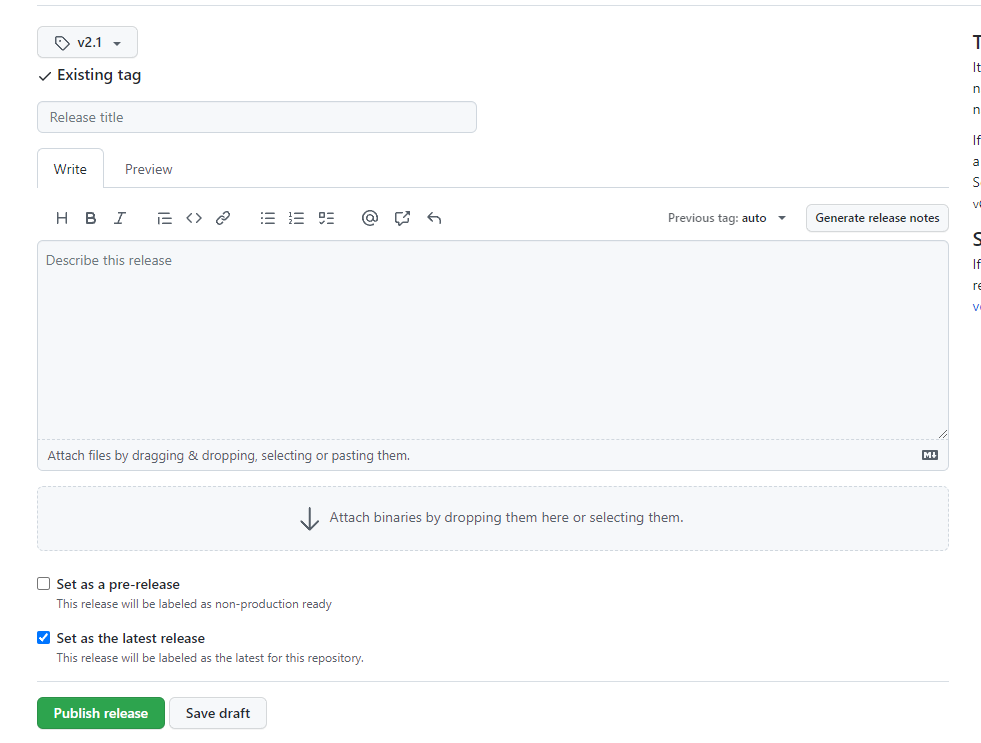 v2.1
Existing tag
Release title
Write Preview
H B I Previous tag: auto Generate release notes
Describe this release
Attach files by dragging & dropping, selecting or pasting them.
Attach binaries by dropping them here or selecting them.
Set as a pre-release
This release will be labeled as non-production ready
Set as the latest release
This release will be labeled as the latest for this repository.
Publish release Save draft
T
It
n
n
If
a
S
If